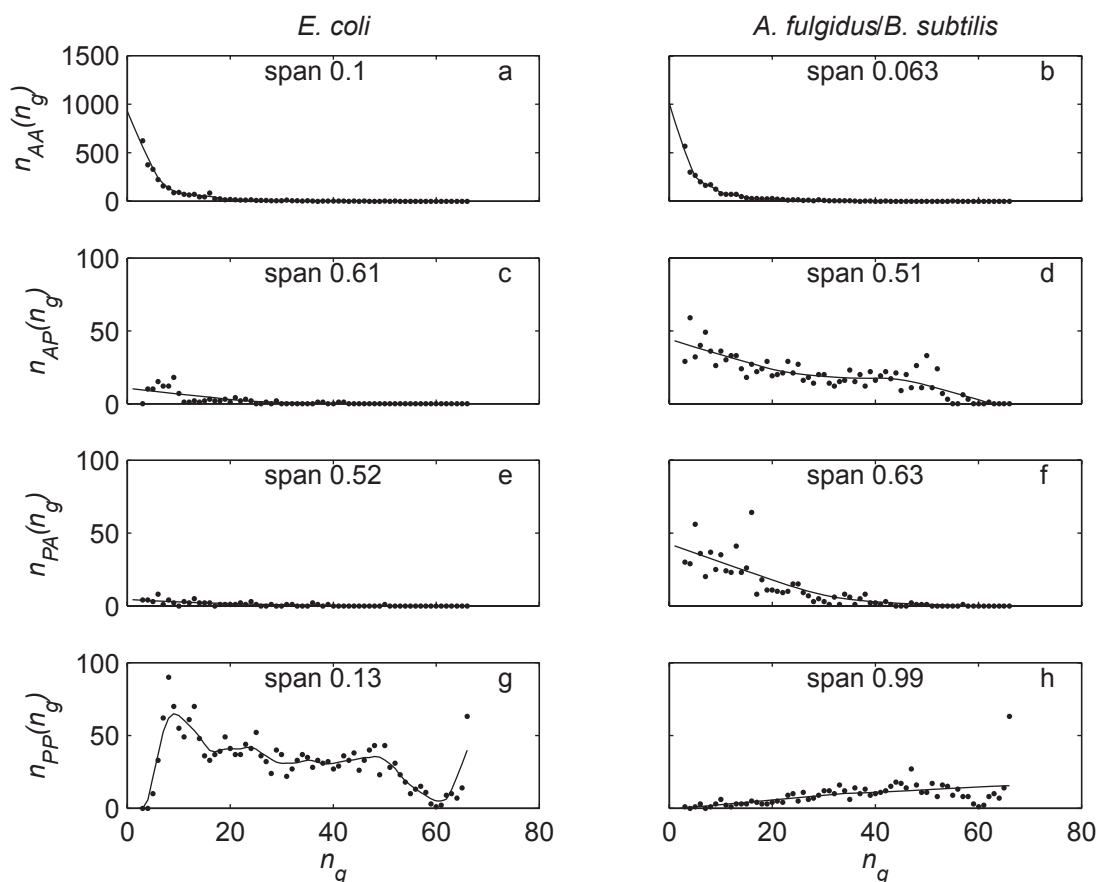 E. coli
A. fulgidus/B. subtilis
1500
1000
500
0
n_AA(n_g)
span 0.1
a
span 0.063
b
100
50
0
n_AP(n_g)
span 0.61
c
span 0.51
d
100
50
0
n_PA(n_g)
span 0.52
e
span 0.63
f
100
50
0
n_PP(n_g)
span 0.13
g
span 0.99
h
0 20 40 60 80
0 20 40 60 80
n_g
n_g